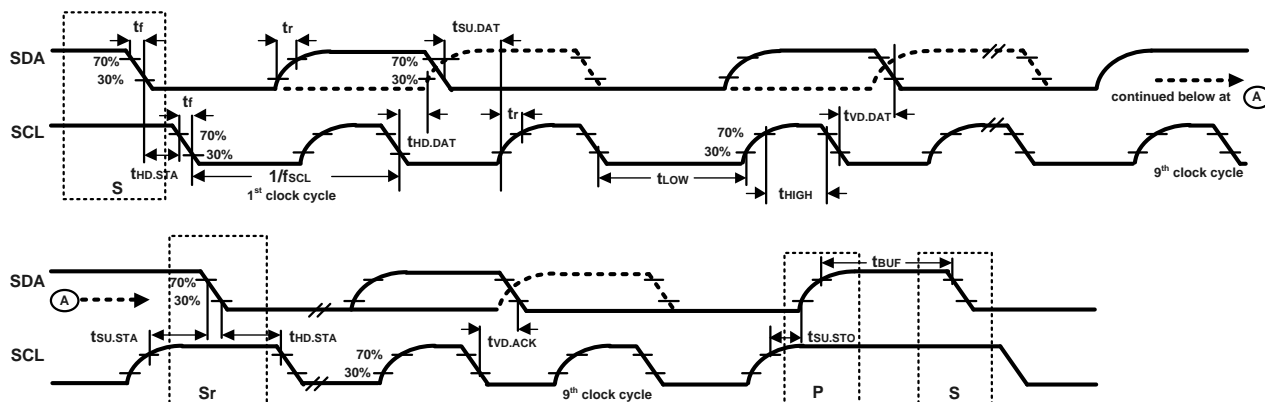 tf tr tSU.DAT
SDA 70% 30% 70% 30%
continued below at A
tf tHD.DAT tr tVD.DAT
SCL 70% 30% 70% 30%
tHD.STA 1/fSCL tLOW tHIGH
S 1st clock cycle 9th clock cycle
SDA 70% 30% tBUF
A
tSU.STA tHD.STA tVD.ACK tSU.STO
SCL 70% 30%
Sr 9th clock cycle P S